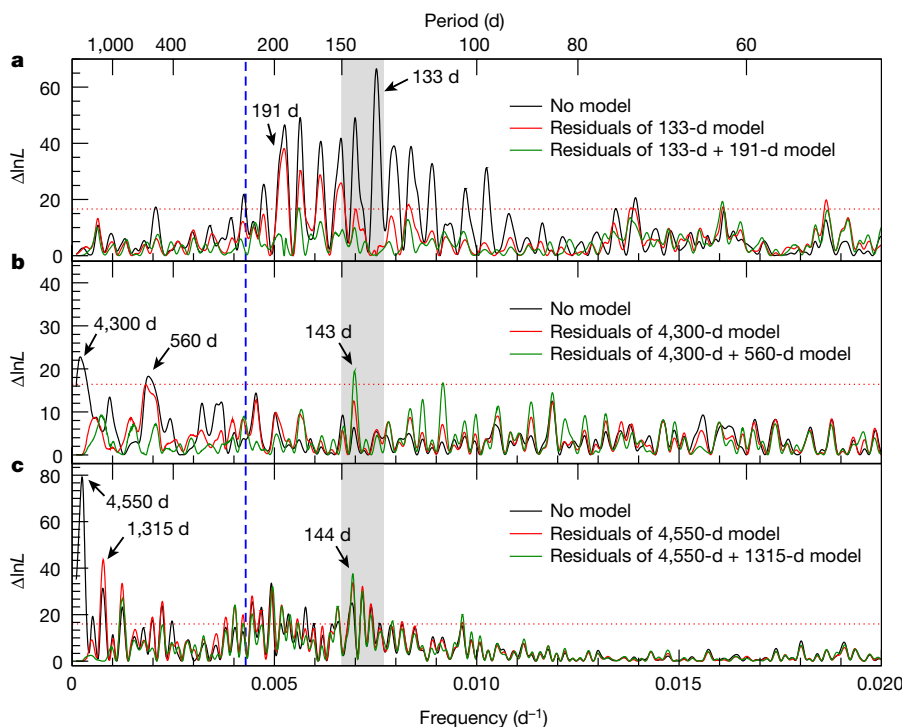 Period (d)
1,000 400 200 150 100 80 60
a
60
40
20
0
ΔlnL
191 d
133 d
No model
Residuals of 133-d model
Residuals of 133-d + 191-d model
b
40
30
20
10
0
ΔlnL
4,300 d
560 d
143 d
No model
Residuals of 4,300-d model
Residuals of 4,300-d + 560-d model
c
80
60
40
20
0
ΔlnL
4,550 d
1,315 d
144 d
No model
Residuals of 4,550-d model
Residuals of 4,550-d + 1315-d model
0 0.005 0.010 0.015 0.020
Frequency (d⁻¹)